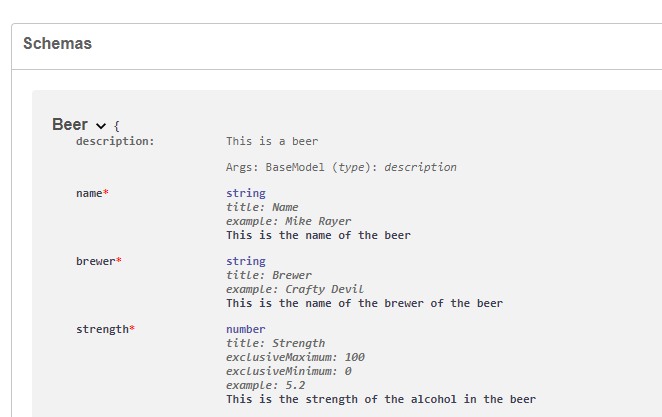 Schemas
Beer {
description: This is a beer
Args: BaseModel (type): description
name* string
title: Name
example: Mike Rayer
This is the name of the beer
brewer* string
title: Brewer
example: Crafty Devil
This is the name of the brewer of the beer
strength* number
title: Strength
exclusiveMaximum: 100
exclusiveMinimum: 0
example: 5.2
This is the strength of the alcohol in the beer